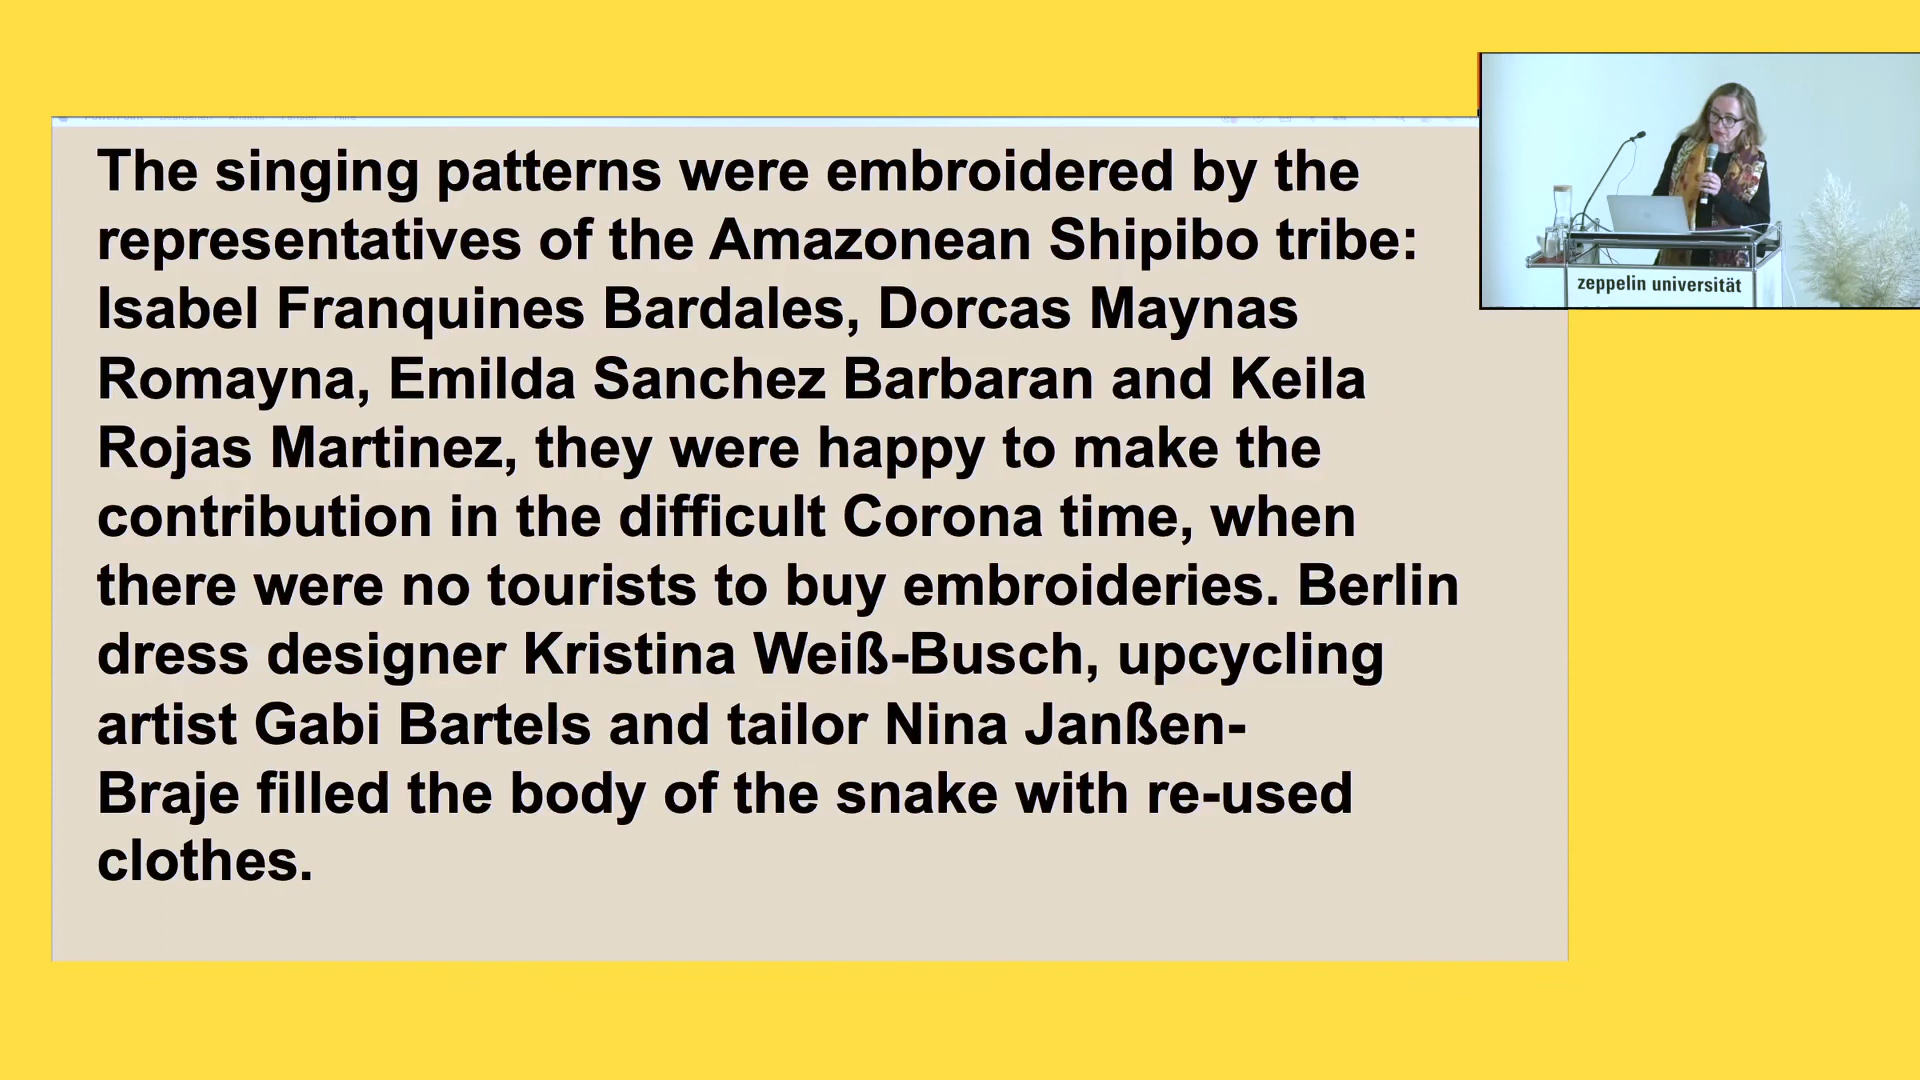 The singing patterns were embroidered by the
representatives of the Amazonean Shipibo tribe:
Isabel Franquines Bardales, Dorcas Maynas
Romayna, Emilda Sanchez Barbaran and Keila
Rojas Martinez, they were happy to make the
contribution in the difficult Corona time, when
there were no tourists to buy embroideries. Berlin
dress designer Kristina Weiß-Busch, upcycling
artist Gabi Bartels and tailor Nina Janßen-
Braje filled the body of the snake with re-used
clothes.
zeppelin universität